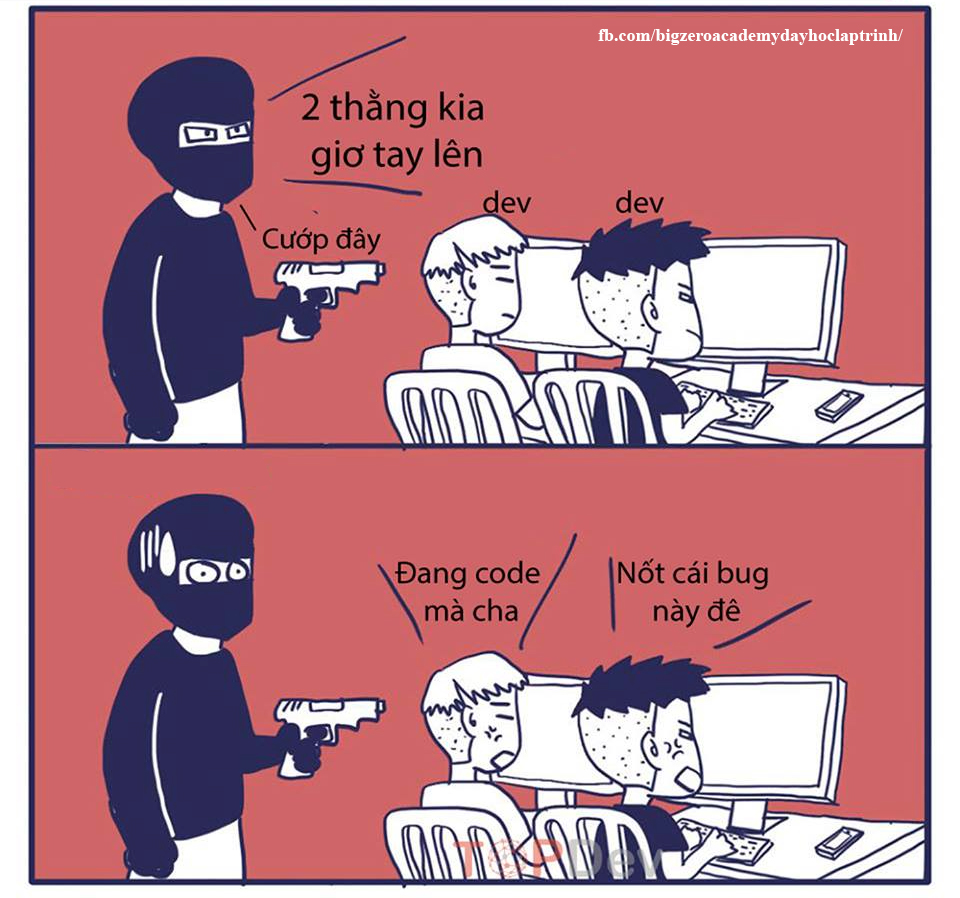 fb.com/bigzeroacademydayhoclaptrinh/
2 thằng kia
giơ tay lên
Cướp đây
dev
dev
Đang code
mà cha
Nốt cái bug
này đê
TOPDev